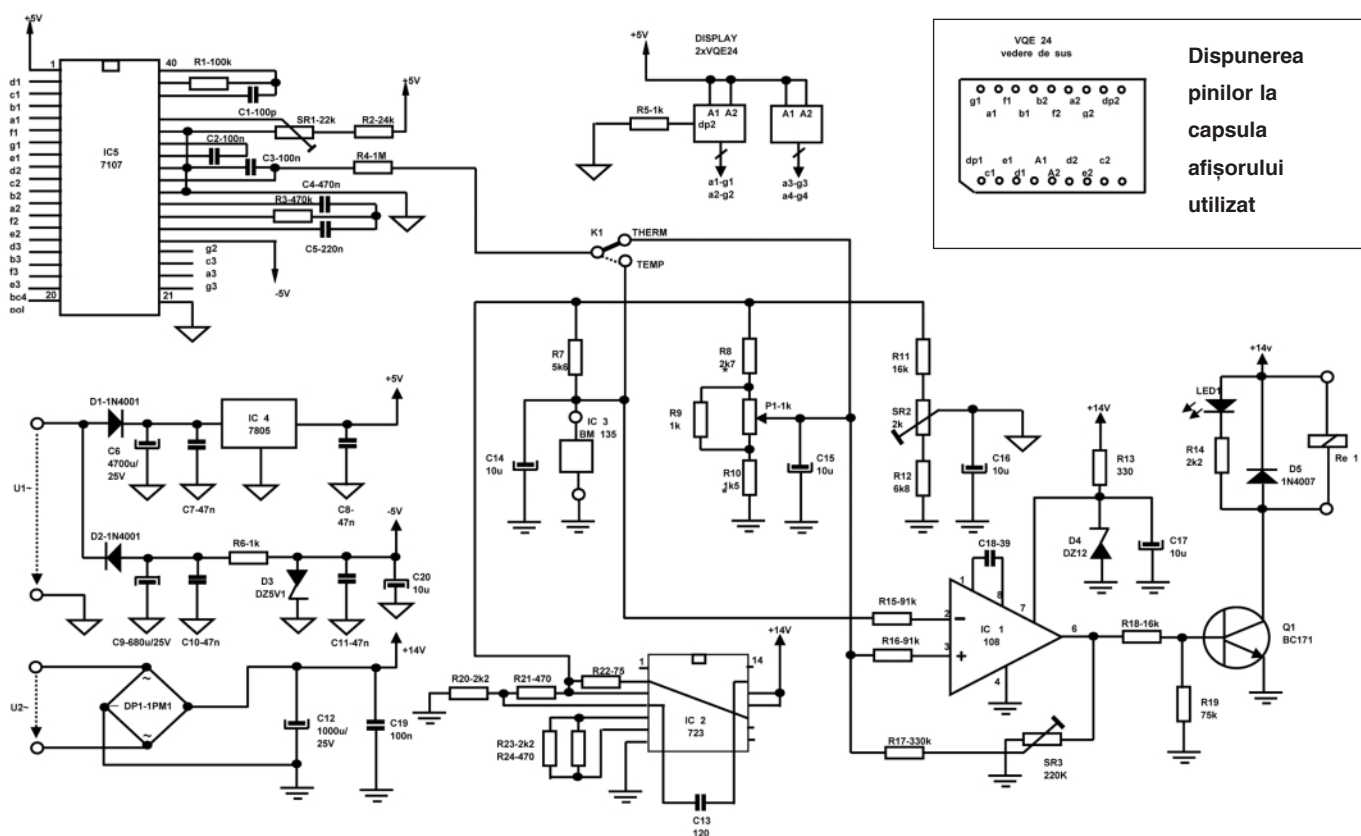 +5V
1
40
R1-100k
d1
c1
b1
a1
f1
g1
e1
d2
c2
b2
a2
f2
e2
d3
b3
f3
e3
bc4
pol
20
21
IC5
7107
C1-100p
SR1-22k
R2-24k
+5V
C2-100n
C3-100n
R4-1M
C4-470n
R3-470k
C5-220n
g2
c3
a3
g3
-5V
+5V
DISPLAY
2xVQE24
R5-1k
A1 A2
dp2
A1 A2
a1-g1
a2-g2
a3-g3
a4-g4
VQE 24
vedere de sus
g1 f1 b2 a2 dp2
a1 b1 f2 g2
dp1 e1 A1 d2 c2
c1 d1 A2 e2
Dispunerea
pinilor la
capsula
afișorului
utilizat
K1
THERM
TEMP
D1-1N4001
IC 4
7805
+5V
C6
4700u/
25V
C7-47n
C8-
47n
U1~
D2-1N4001
R6-1k
-5V
D3
DZ5V1
C20
10u
C9-680u/25V
C10-47n
C11-47n
+14V
U2~
~
−
~
DP1-1PM1
C12
1000u/
25V
C19
100n
R7
5k6
IC 3
BM 135
C14
10u
R8
2k7
*
R9
1k
P1-1k
R10
*1k5
C15
10u
R11
16k
SR2
2k
R12
6k8
C16
10u
+14V
R13
330
D4
DZ12
C17
10u
+14v
LED1
R14
2k2
D5
1N4007
Re 1
C18-39
1
8
7
R15-91k
2
−
R16-91k
3
+
IC 1
108
6
4
R18-16k
Q1
BC171
R19
75k
R17-330k
SR3
220K
+14V
1
14
R20-2k2
R21-470
R22-75
IC 2
723
R23-2k2
R24-470
C13
120